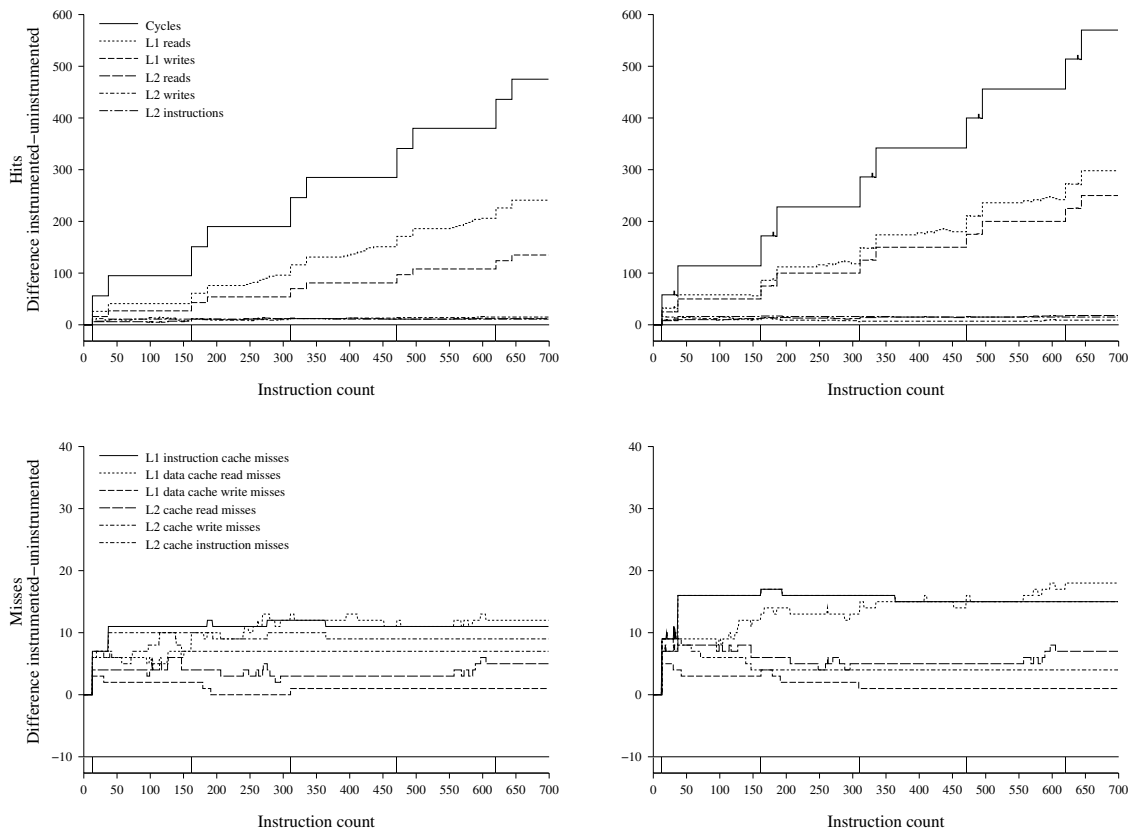 Hits
Difference instrumented−uninstrumented
600
500
400
300
200
100
0
Cycles
L1 reads
L1 writes
L2 reads
L2 writes
L2 instructions
0 50 100 150 200 250 300 350 400 450 500 550 600 650 700
Instruction count
600
500
400
300
200
100
0
0 50 100 150 200 250 300 350 400 450 500 550 600 650 700
Instruction count
Misses
Difference instrumented−uninstrumented
40
30
20
10
0
−10
L1 instruction cache misses
L1 data cache read misses
L1 data cache write misses
L2 cache read misses
L2 cache write misses
L2 cache instruction misses
0 50 100 150 200 250 300 350 400 450 500 550 600 650 700
Instruction count
40
30
20
10
0
−10
0 50 100 150 200 250 300 350 400 450 500 550 600 650 700
Instruction count